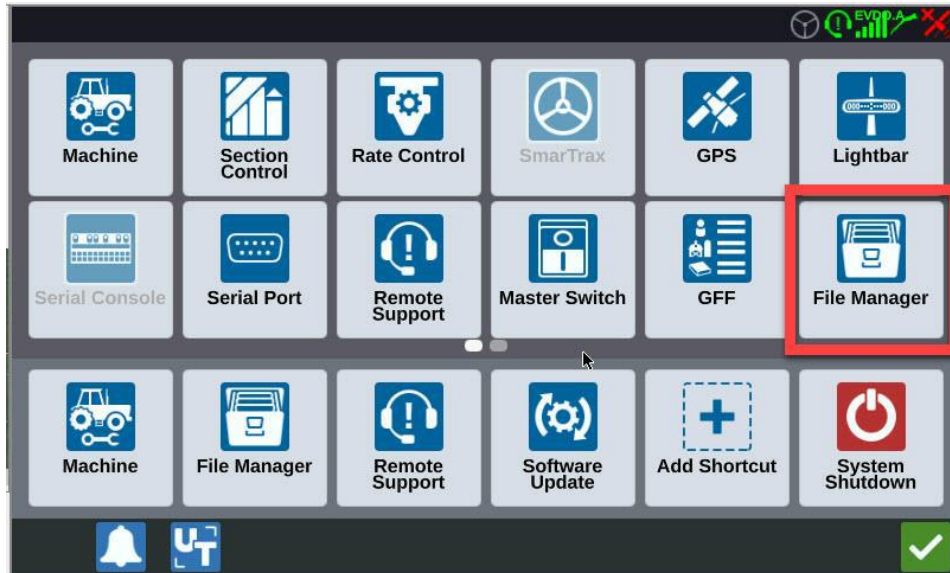 EVDO.A
Machine
Section
Control
Rate Control
SmarTrax
GPS
Lightbar
Serial Console
Serial Port
Remote
Support
Master Switch
GFF
File Manager
Machine
File Manager
Remote
Support
Software
Update
Add Shortcut
System
Shutdown
UT